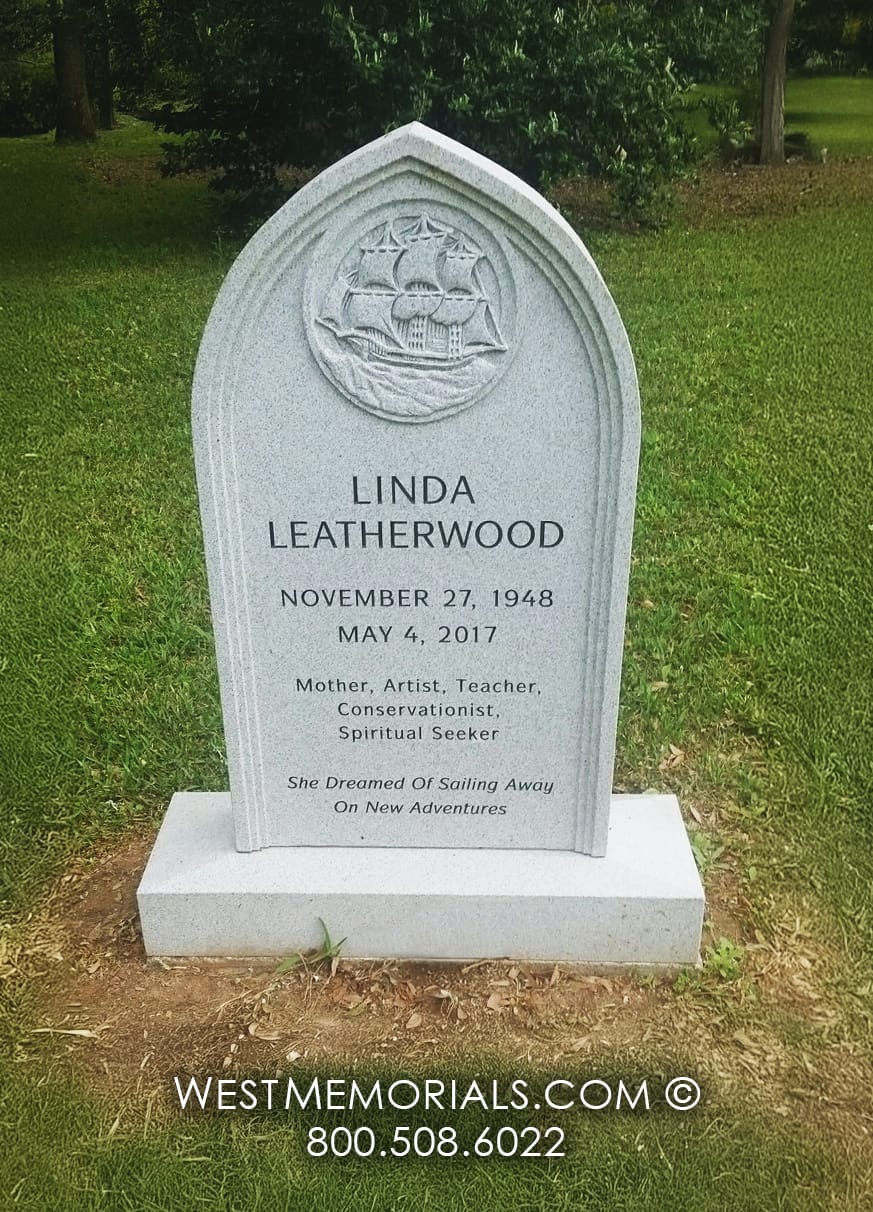 LINDA
LEATHERWOOD
NOVEMBER 27, 1948
MAY 4, 2017
Mother, Artist, Teacher,
Conservationist,
Spiritual Seeker
She Dreamed Of Sailing Away
On New Adventures
WESTMEMORIALS.COM ©
800.508.6022